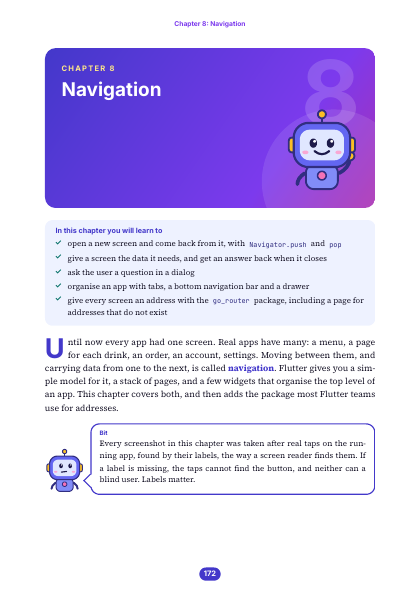 Chapter 8: Navigation
CHAPTER 8
Navigation
8
In this chapter you will learn to
open a new screen and come back from it, with Navigator.push and pop
give a screen the data it needs, and get an answer back when it closes
ask the user a question in a dialog
organise an app with tabs, a bottom navigation bar and a drawer
give every screen an address with the go_router package, including a page for
addresses that do not exist
Until now every app had one screen. Real apps have many: a menu, a page
for each drink, an order, an account, settings. Moving between them, and
carrying data from one to the next, is called navigation. Flutter gives you a sim-
ple model for it, a stack of pages, and a few widgets that organise the top level of
an app. This chapter covers both, and then adds the package most Flutter teams
use for addresses.
Bit
Every screenshot in this chapter was taken after real taps on the run-
ning app, found by their labels, the way a screen reader finds them. If
a label is missing, the taps cannot find the button, and neither can a
blind user. Labels matter.
172